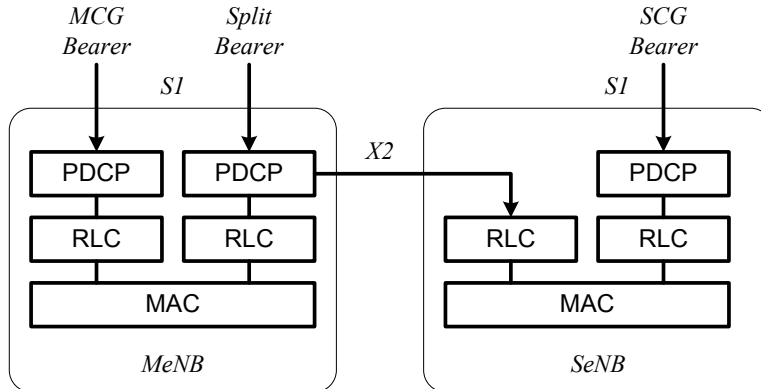 MCG
Bearer
Split
Bearer
SCG
Bearer
S1
S1
X2
PDCP
PDCP
PDCP
RLC
RLC
RLC
RLC
MAC
MAC
MeNB
SeNB